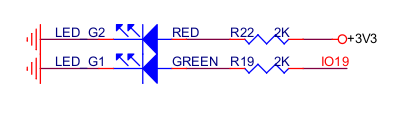 LED_G2 RED R22 2K +3V3
LED_G1 GREEN R19 2K IO19